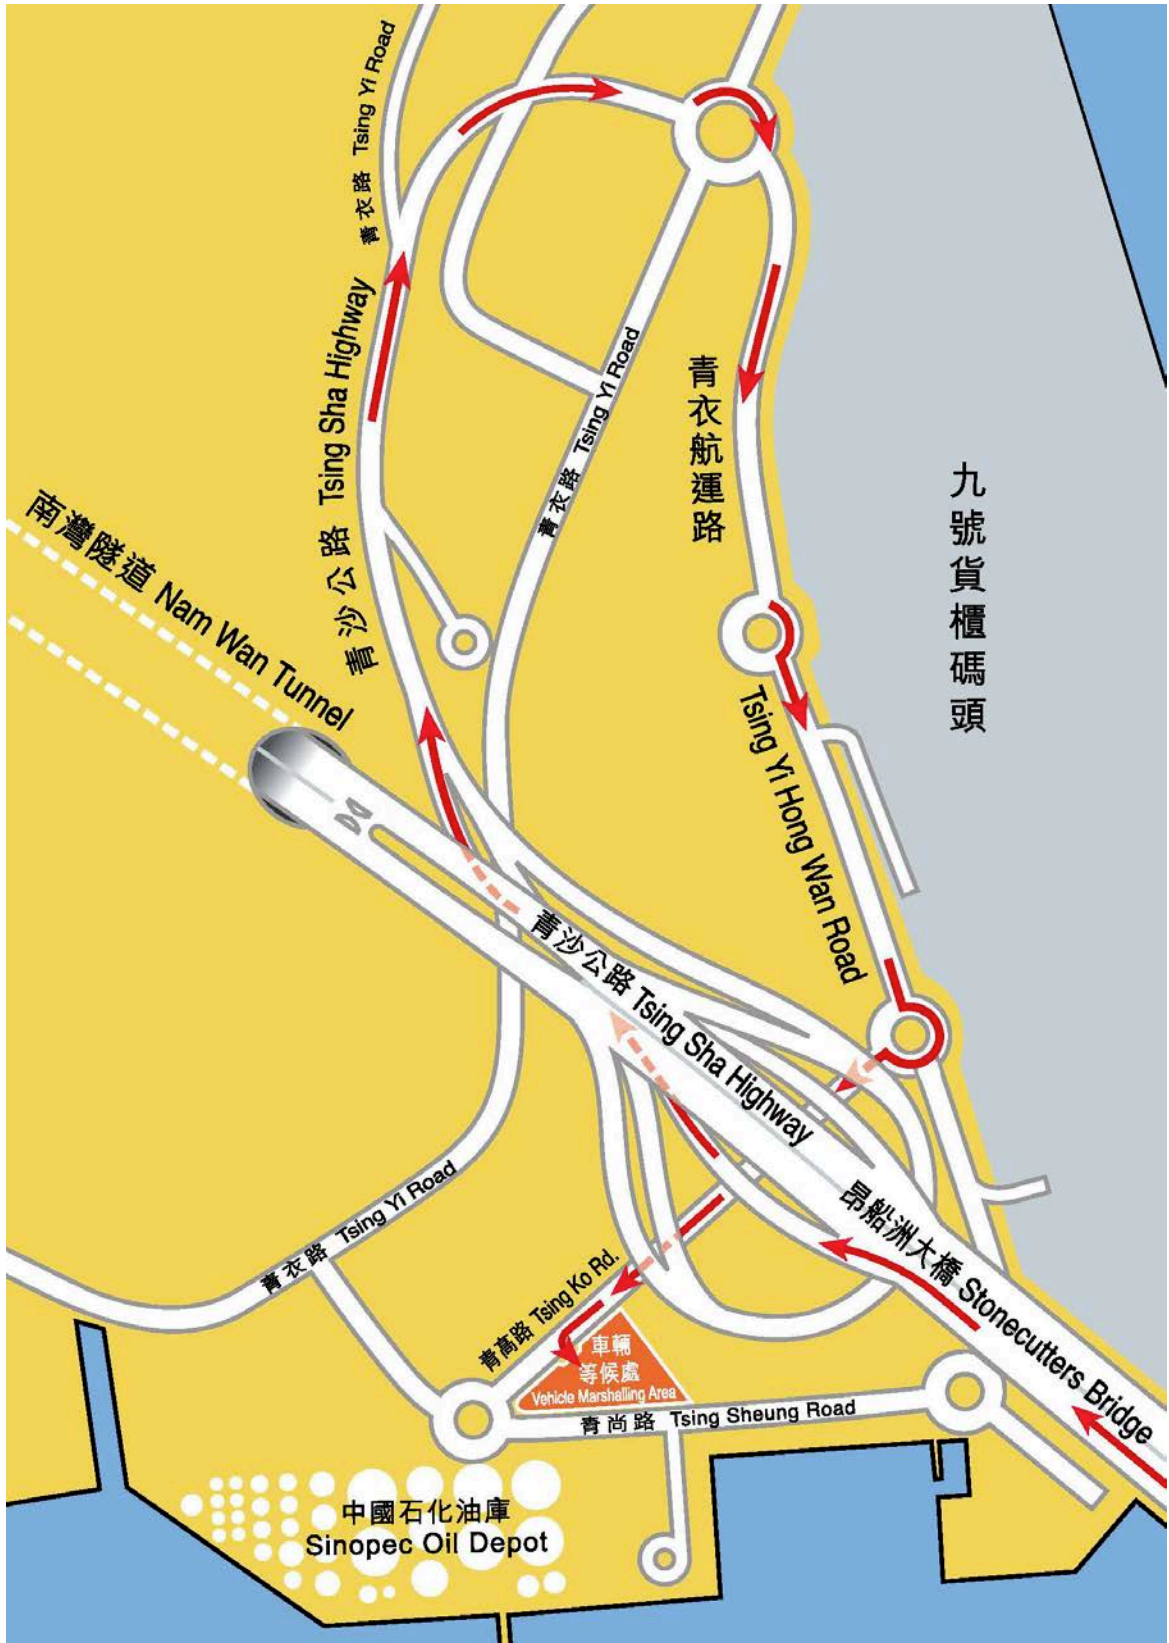 青衣路 Tsing Yi Road
青沙公路 Tsing Sha Highway
青衣路 Tsing Yi Road
青衣航運路
九號貨櫃碼頭
南灣隧道 Nam Wan Tunnel
Tsing Yi Hong Wan Road
青沙公路 Tsing Sha Highway
昂船洲大橋 Stonecutters Bridge
青衣路 Tsing Yi Road
青高路 Tsing Ko Rd.
車輛
等候處
Vehicle Marshalling Area
青尚路 Tsing Sheung Road
中國石化油庫
Sinopec Oil Depot